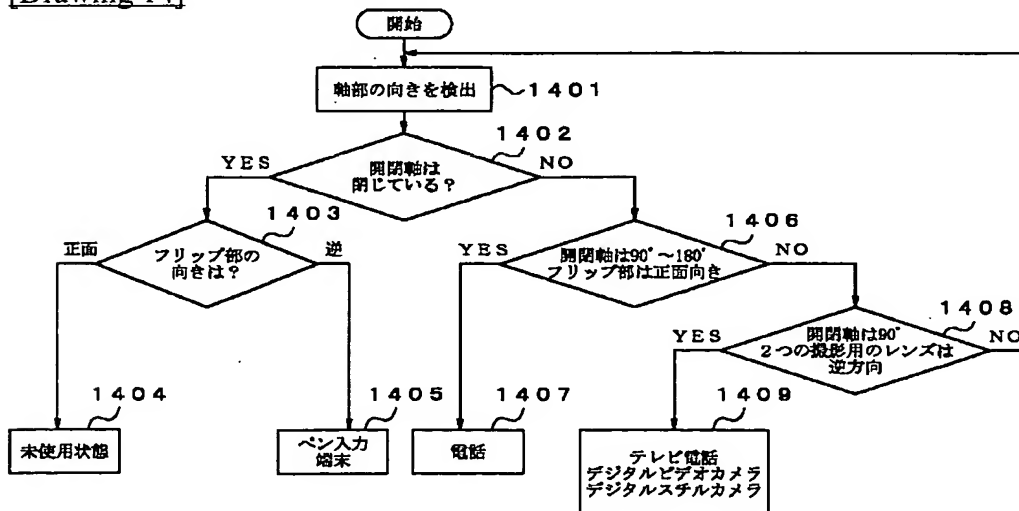 [Drawing 14]
開始
軸部の向きを検出
1401
1402
YES
開閉軸は
閉じている?
NO
1403
正面
フリップ部の
向きは?
逆
1406
YES
開閉軸は90°~180°
フリップ部は正面向き
NO
1408
YES
開閉軸は90°
2つの撮影用のレンズは
逆方向
NO
1404
未使用状態
1405
ペン入力
端末
1407
電話
1409
テレビ電話
デジタルビデオカメラ
デジタルスチルカメラ